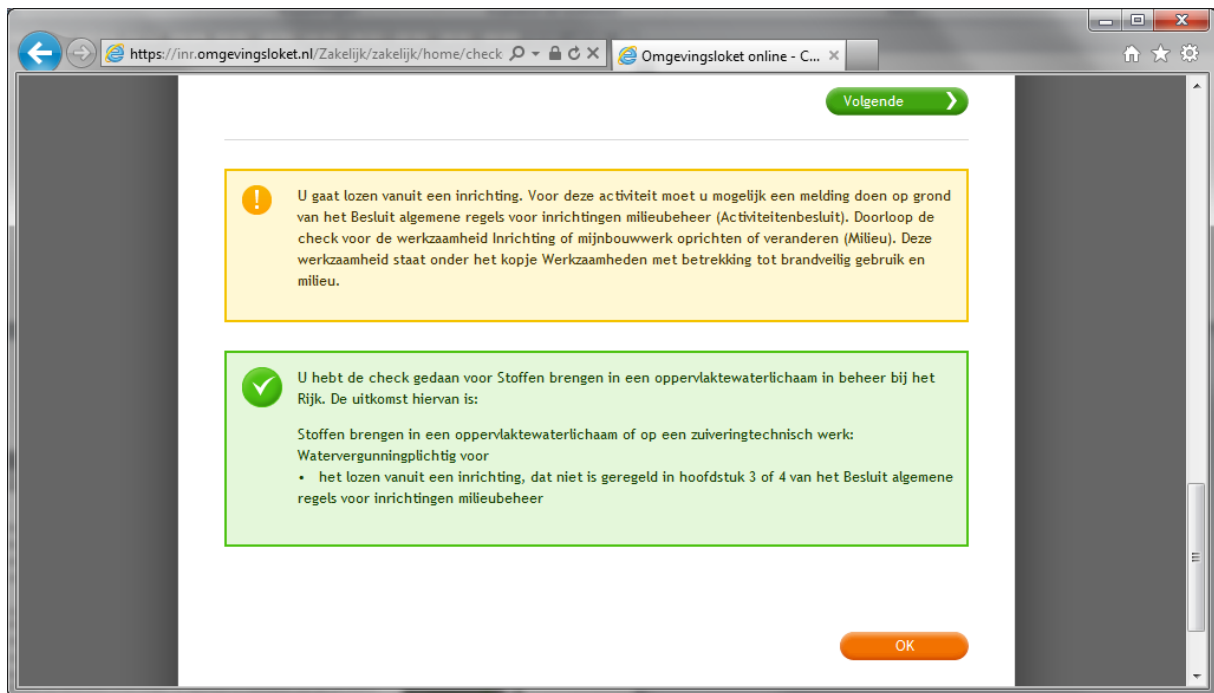 https://inr.omgevingsloket.nl/Zakelijk/zakelijk/home/check
Omgevingsloket online - C...
Volgende
U gaat lozen vanuit een inrichting. Voor deze activiteit moet u mogelijk een melding doen op grond
van het Besluit algemene regels voor inrichtingen milieubeheer (Activiteitenbesluit). Doorloop de
check voor de werkzaamheid Inrichting of mijnbouwwerk oprichten of veranderen (Milieu). Deze
werkzaamheid staat onder het kopje Werkzaamheden met betrekking tot brandveilig gebruik en
milieu.
U hebt de check gedaan voor Stoffen brengen in een oppervlaktewaterlichaam in beheer bij het
Rijk. De uitkomst hiervan is:
Stoffen brengen in een oppervlaktewaterlichaam of op een zuiveringtechnisch werk:
Watervergunningplichtig voor
• het lozen vanuit een inrichting, dat niet is geregeld in hoofdstuk 3 of 4 van het Besluit algemene
regels voor inrichtingen milieubeheer
OK